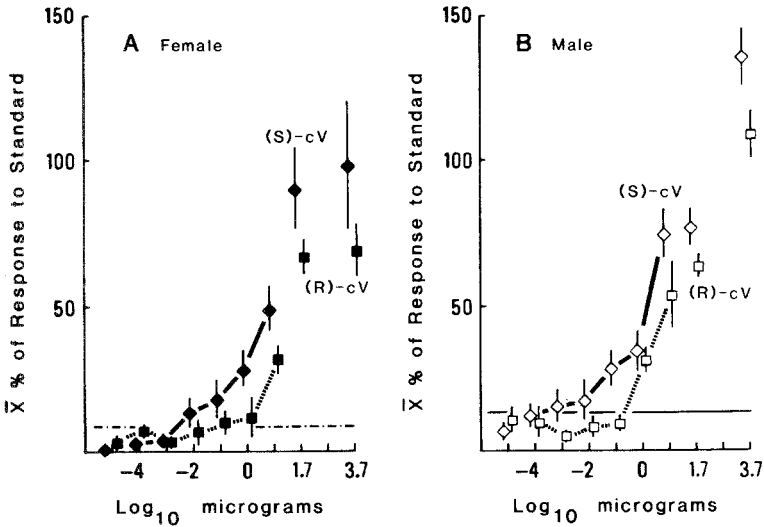 A Female
X̄ % of Response to Standard
150
100
50
(S)-cV
(R)-cV
−4 −2 0 1.7 3.7
Log10 micrograms
B Male
X̄ % of Response to Standard
150
100
50
(S)-cV
(R)-cV
−4 −2 0 1.7 3.7
Log10 micrograms